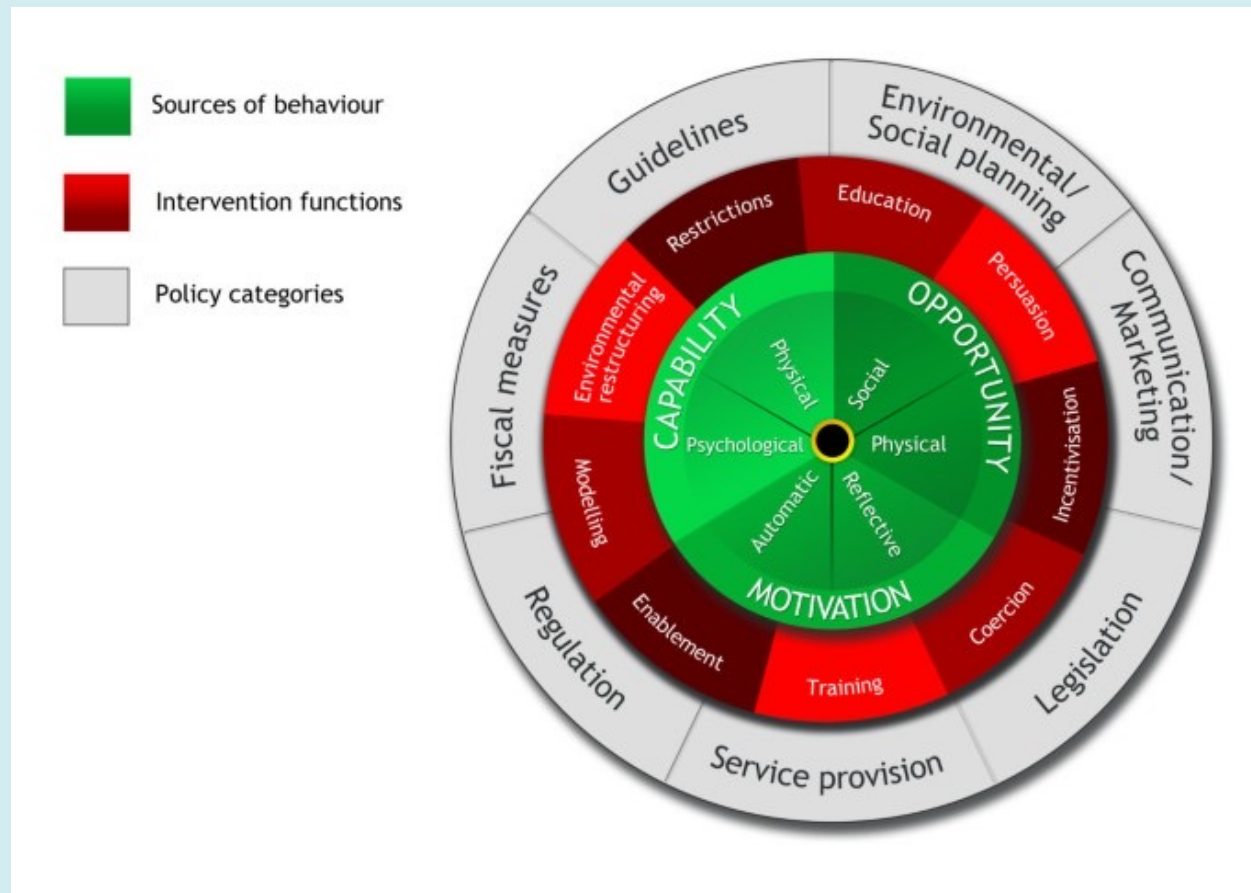 Sources of behaviour
Intervention functions
Policy categories
Guidelines
Environmental/
Social planning
Communication/
Marketing
Legislation
Service provision
Regulation
Fiscal measures
Restrictions
Education
Persuasion
Incentivisation
Coercion
Training
Enablement
Modelling
Environmental
restructuring
CAPABILITY
OPPORTUNITY
MOTIVATION
Physical
Social
Physical
Reflective
Automatic
Psychological